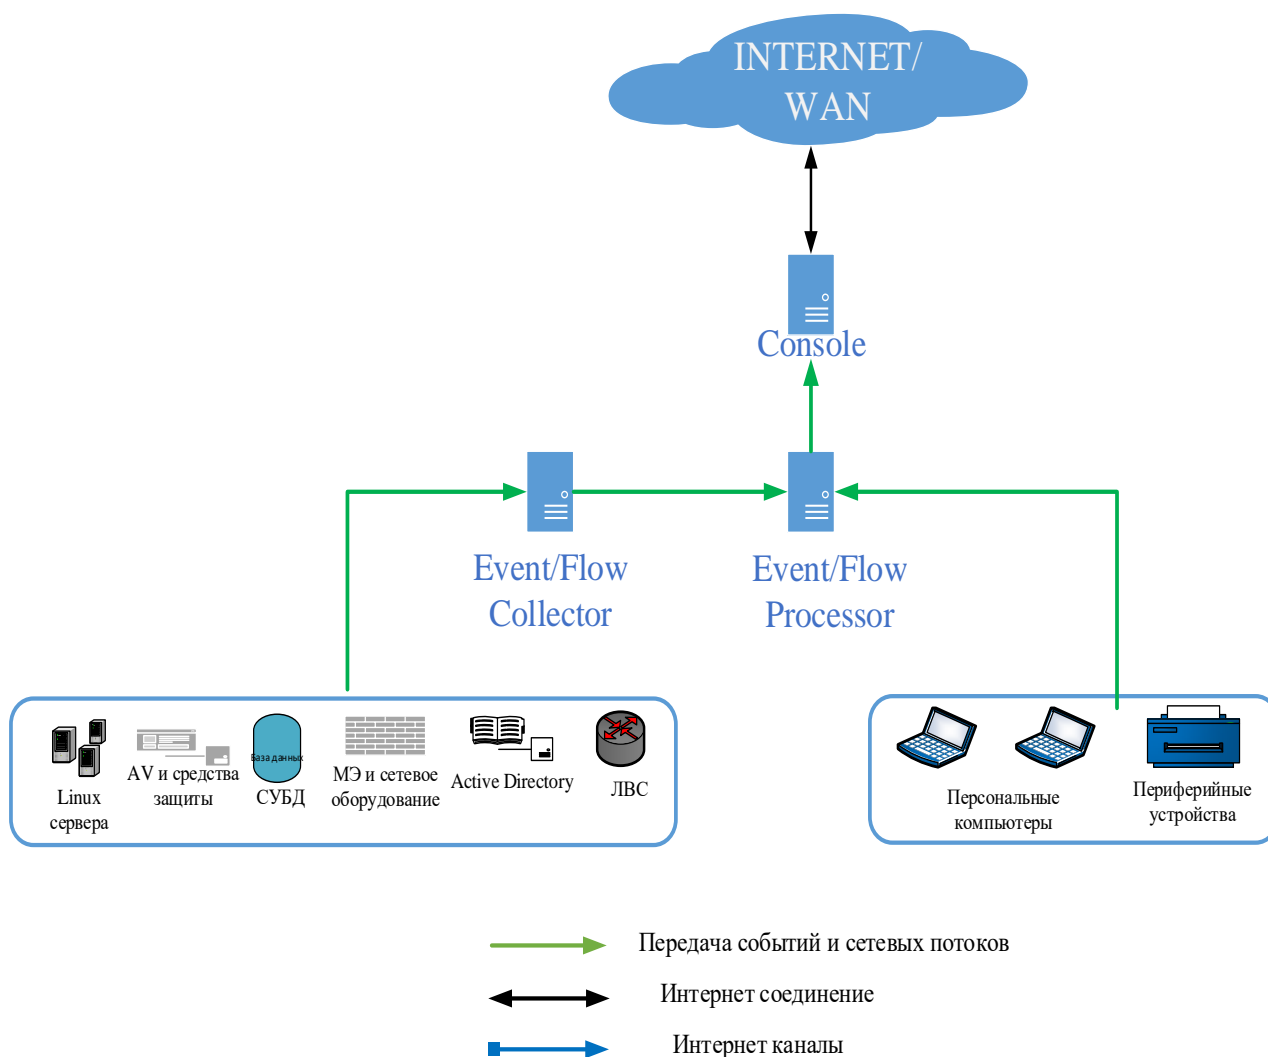 INTERNET/
WAN
Console
Event/Flow
Collector
Event/Flow
Processor
Linux
сервера
AV и средства
защиты
База данных
СУБД
МЭ и сетевое
оборудование
Active Directory
ЛВС
Персональные
компьютеры
Периферийные
устройства
Передача событий и сетевых потоков
Интернет соединение
Интернет каналы